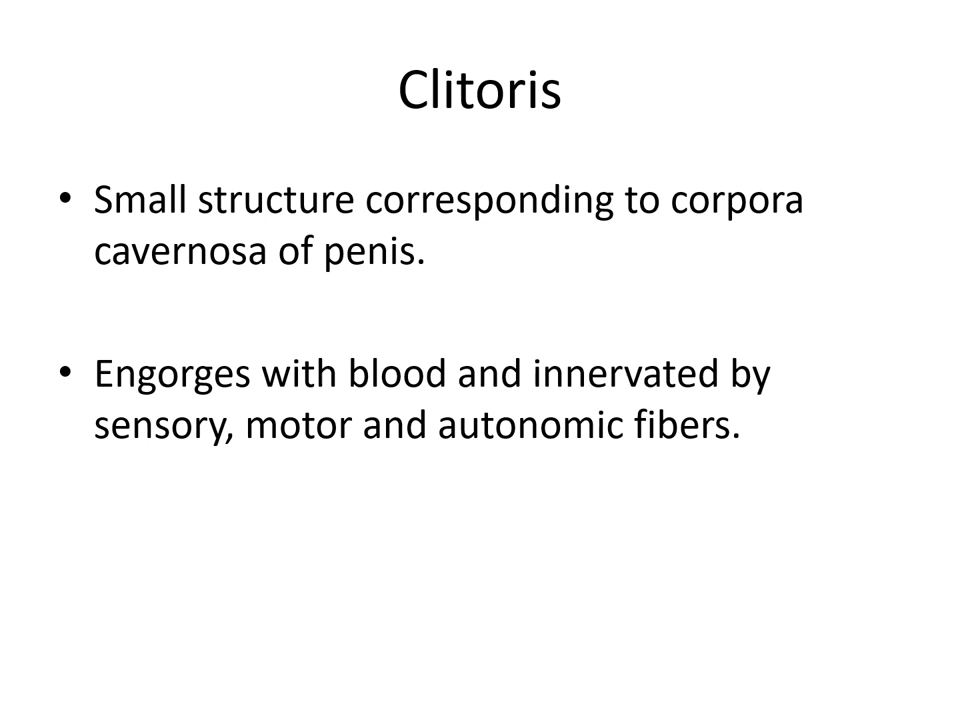 Clitoris
• Small structure corresponding to corpora
cavernosa of penis.
• Engorges with blood and innervated by
sensory, motor and autonomic fibers.